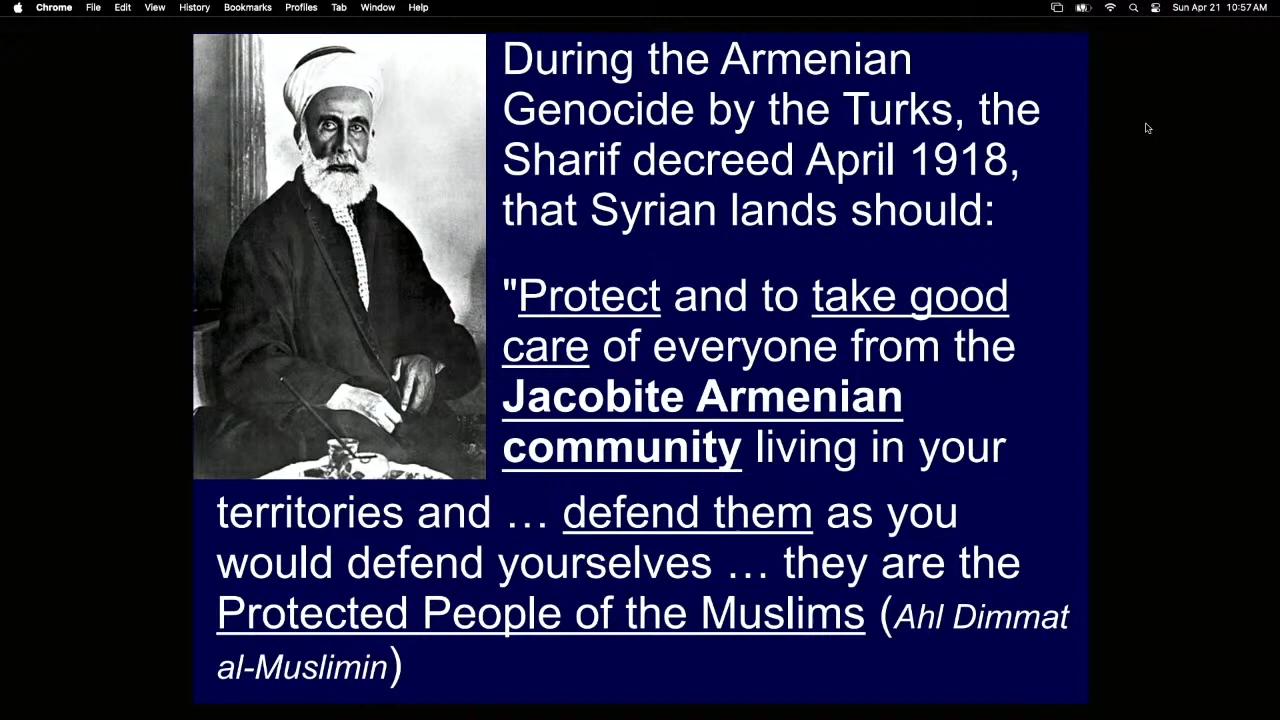 Chrome File Edit View History Bookmarks Profiles Tab Window Help Sun Apr 21 10:57 AM
During the Armenian
Genocide by the Turks, the
Sharif decreed April 1918,
that Syrian lands should:
"Protect and to take good
care of everyone from the
Jacobite Armenian
community living in your
territories and … defend them as you
would defend yourselves … they are the
Protected People of the Muslims (Ahl Dimmat
al-Muslimin)